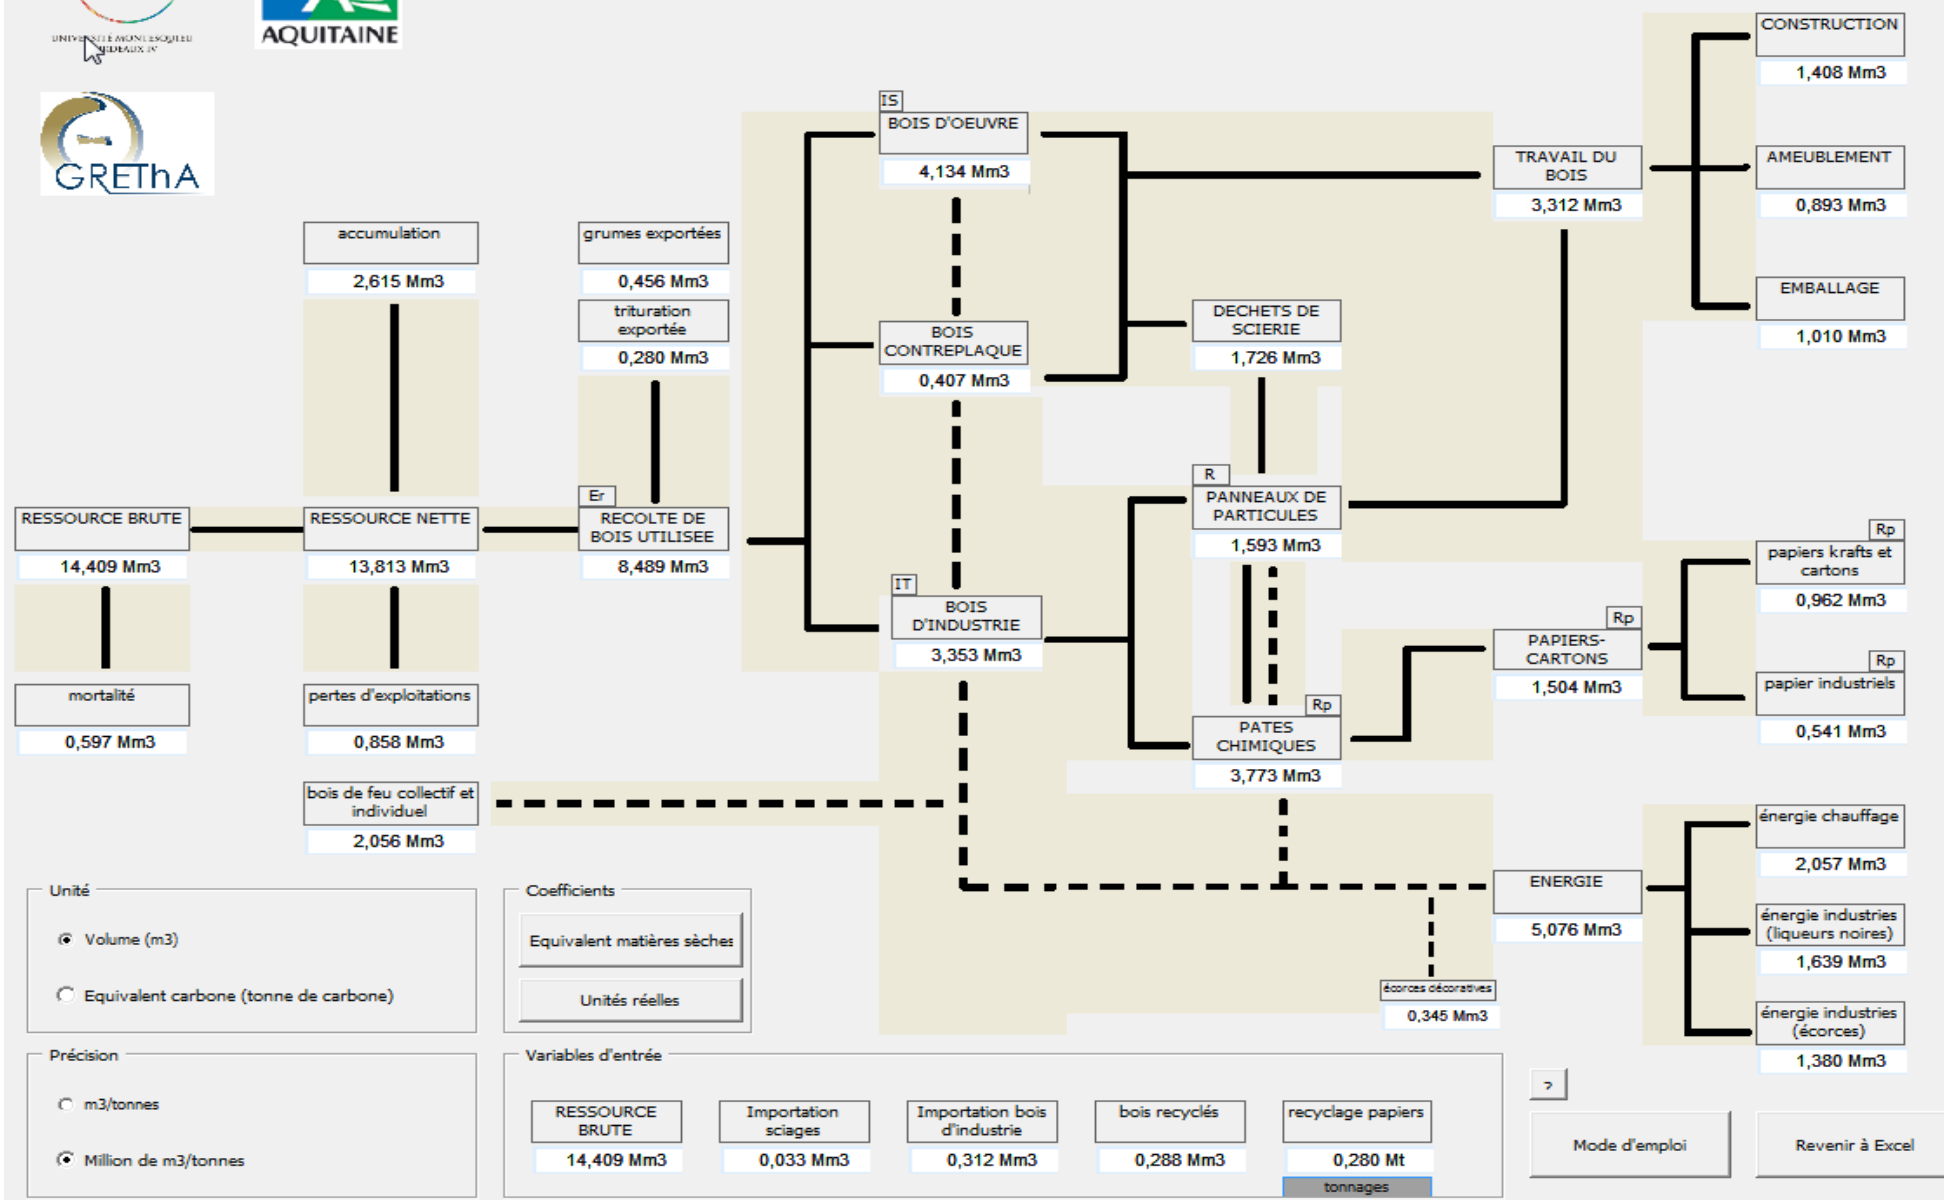 UNIVERSITÉ MONTESQUIEU
BORDEAUX IV
AQUITAINE
GREThA
accumulation
2,615 Mm3
grumes exportées
0,456 Mm3
trituration
exportée
0,280 Mm3
RESSOURCE BRUTE
14,409 Mm3
RESSOURCE NETTE
13,813 Mm3
Er
RECOLTE DE
BOIS UTILISEE
8,489 Mm3
mortalité
0,597 Mm3
pertes d'exploitations
0,858 Mm3
bois de feu collectif et
individuel
2,056 Mm3
IS
BOIS D'OEUVRE
4,134 Mm3
BOIS
CONTREPLAQUE
0,407 Mm3
IT
BOIS
D'INDUSTRIE
3,353 Mm3
DECHETS DE
SCIERIE
1,726 Mm3
R
PANNEAUX DE
PARTICULES
1,593 Mm3
Rp
PATES
CHIMIQUES
3,773 Mm3
TRAVAIL DU
BOIS
3,312 Mm3
Rp
PAPIERS-
CARTONS
1,504 Mm3
ENERGIE
5,076 Mm3
écorces décoratives
0,345 Mm3
CONSTRUCTION
1,408 Mm3
AMEUBLEMENT
0,893 Mm3
EMBALLAGE
1,010 Mm3
Rp
papiers krafts et
cartons
0,962 Mm3
Rp
papier industriels
0,541 Mm3
énergie chauffage
2,057 Mm3
énergie industries
(liqueurs noires)
1,639 Mm3
énergie industries
(écorces)
1,380 Mm3
Unité
Volume (m3)
Equivalent carbone (tonne de carbone)
Coefficients
Equivalent matières sèches
Unités réelles
Précision
m3/tonnes
Million de m3/tonnes
Variables d'entrée
RESSOURCE
BRUTE
14,409 Mm3
Importation
sciages
0,033 Mm3
Importation bois
d'industrie
0,312 Mm3
bois recyclés
0,288 Mm3
recyclage papiers
0,280 Mt
tonnages
?
Mode d'emploi
Revenir à Excel